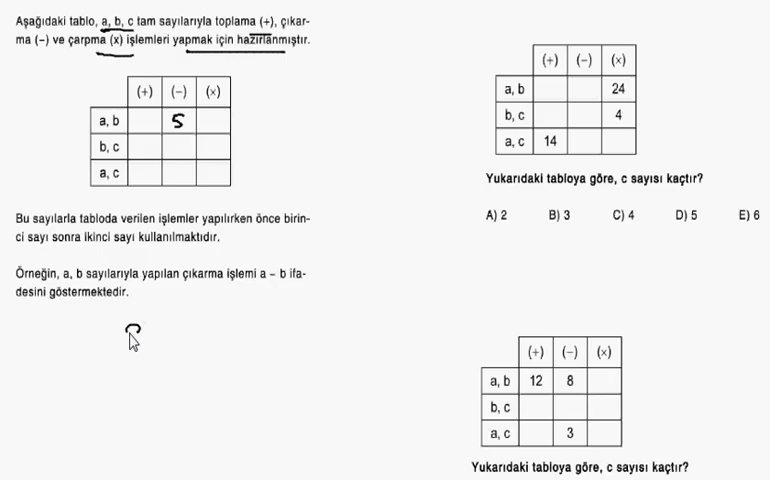 Aşağıdaki tablo, a, b, c tam sayılarıyla toplama (+), çıkar-
ma (–) ve çarpma (x) işlemleri yapmak için hazırlanmıştır.
(+) (–) (x)
a, b 5
b, c
a, c
Bu sayılarla tabloda verilen işlemler yapılırken önce birin-
ci sayı sonra ikinci sayı kullanılmaktadır.
Örneğin, a, b sayılarıyla yapılan çıkarma işlemi a – b ifa-
desini göstermektedir.
(+) (–) (x)
a, b 24
b, c 4
a, c 14
Yukarıdaki tabloya göre, c sayısı kaçtır?
A) 2 B) 3 C) 4 D) 5 E) 6
(+) (–) (x)
a, b 12 8
b, c
a, c 3
Yukarıdaki tabloya göre, c sayısı kaçtır?